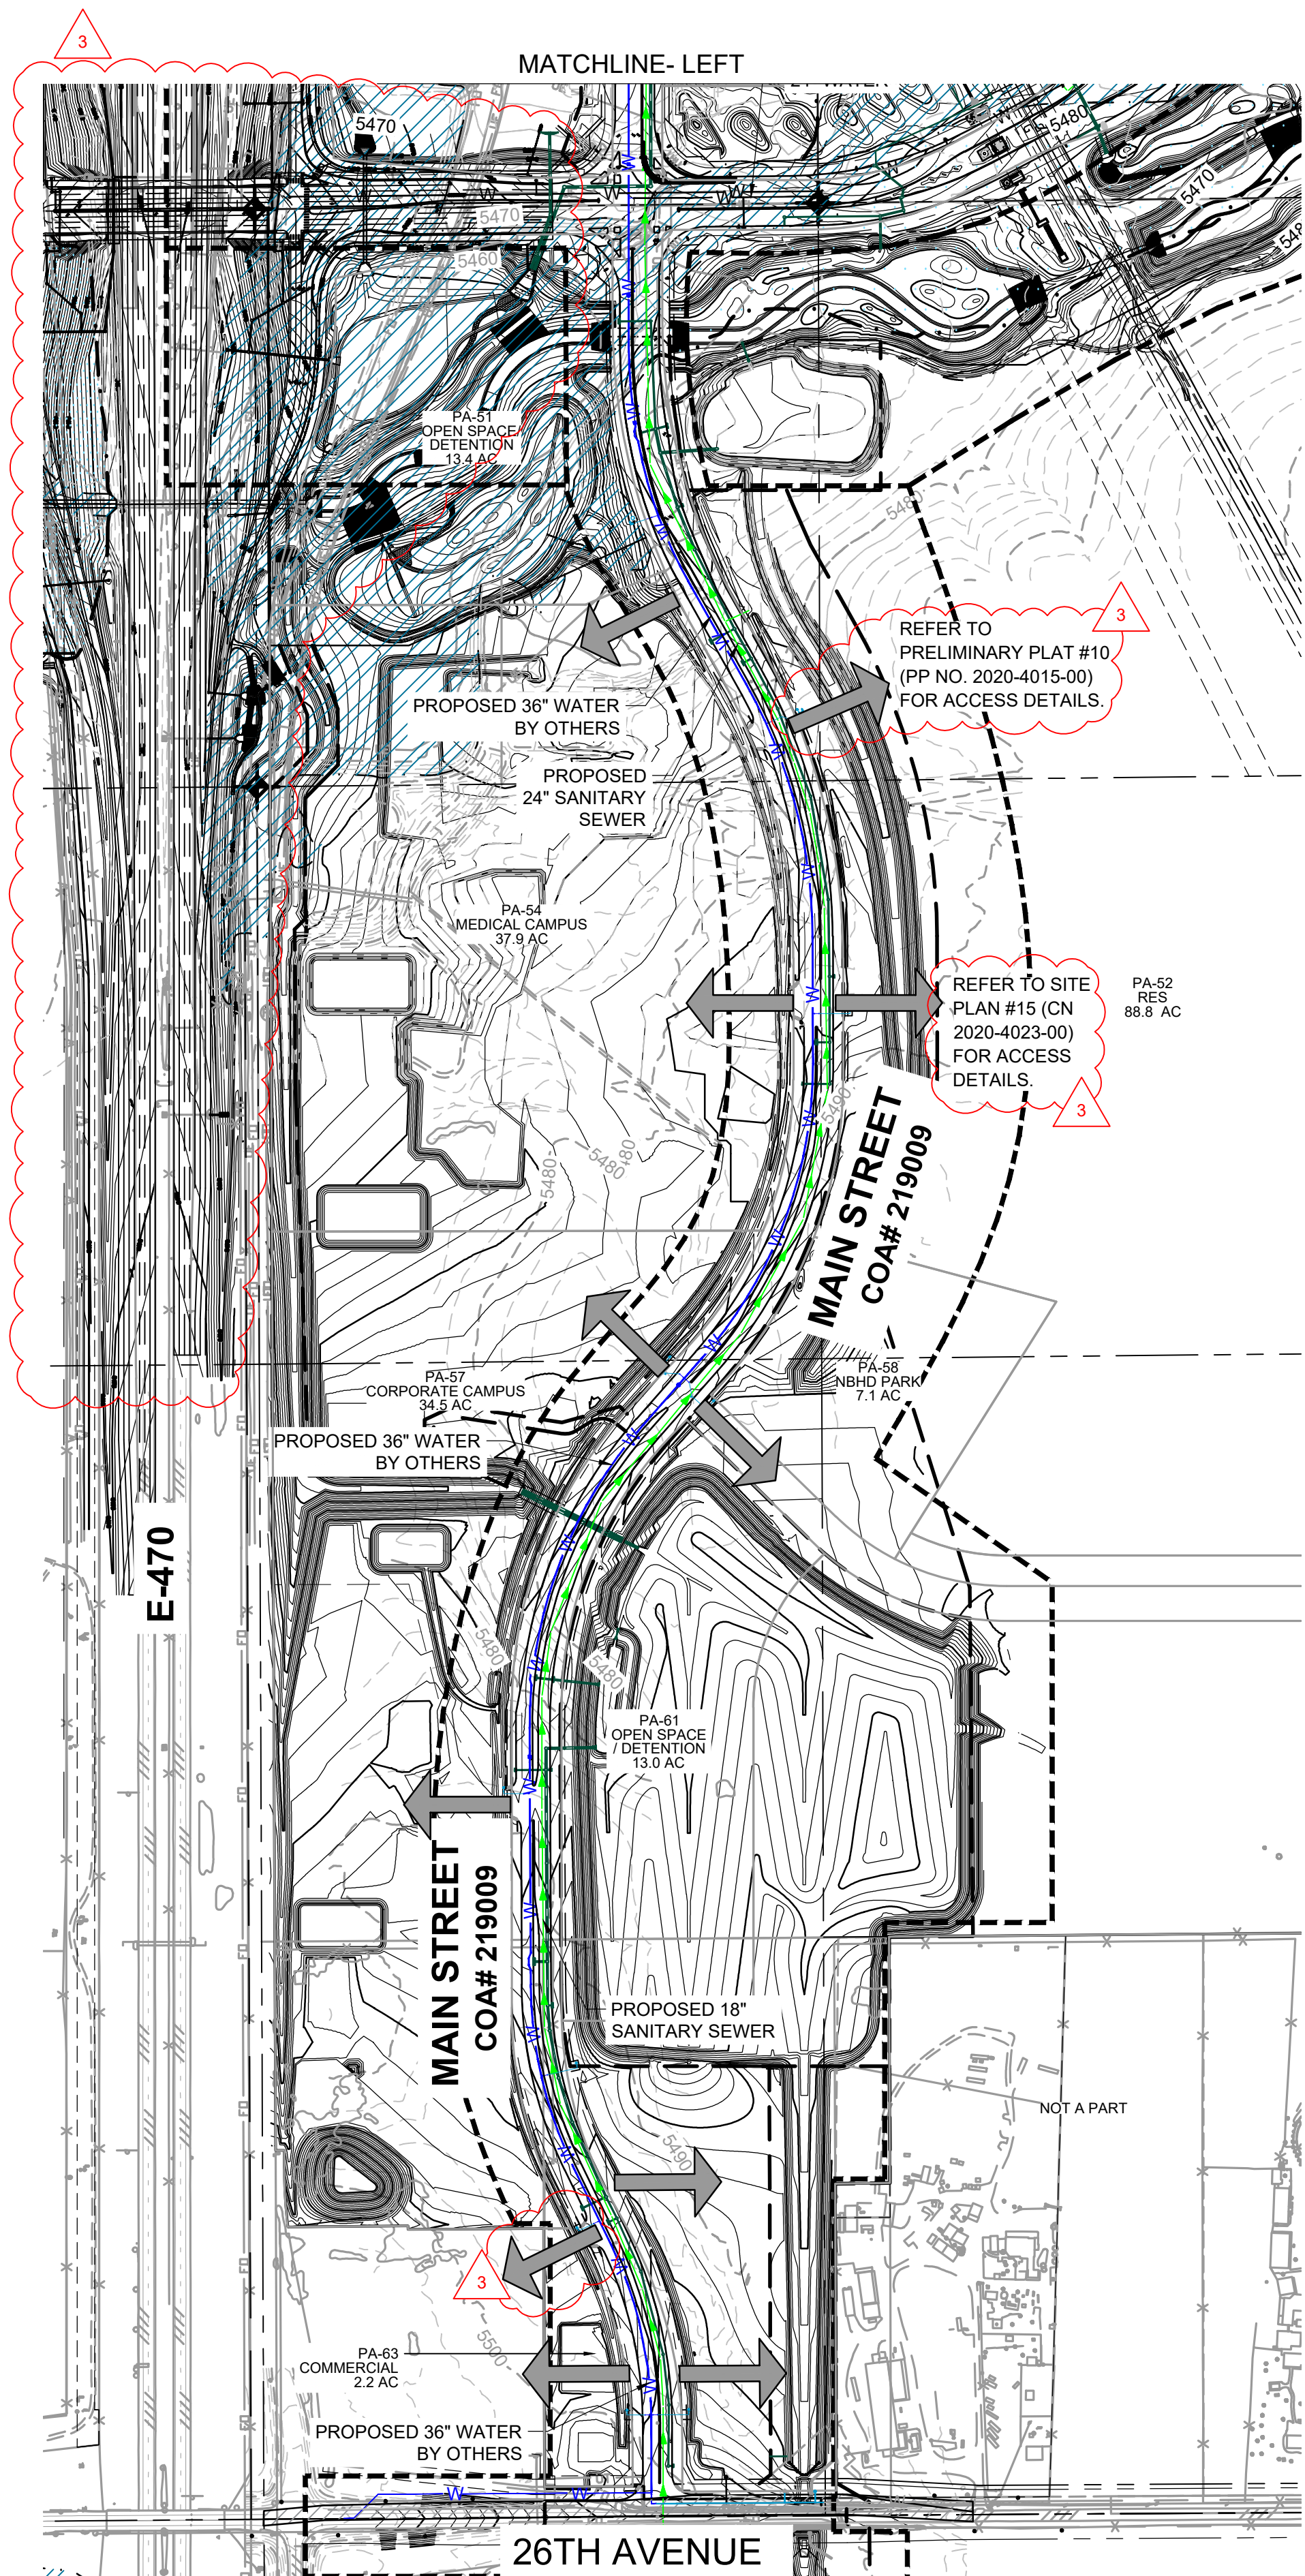 3
MATCHLINE- LEFT
5470
5480
5470
5470
5460
PA-51
OPEN SPACE/
DETENTION
13.4 AC
5480
3
REFER TO
PRELIMINARY PLAT #10
(PP NO. 2020-4015-00)
FOR ACCESS DETAILS.
PROPOSED 36" WATER
BY OTHERS
PROPOSED
24" SANITARY
SEWER
PA-54
MEDICAL CAMPUS
37.9 AC
REFER TO SITE
PLAN #15 (CN
2020-4023-00)
FOR ACCESS
DETAILS.
3
PA-52
RES
88.8 AC
5490
5480
5480
MAIN STREET
COA# 219009
PA-58
NBHD PARK
7.1 AC
PA-57
CORPORATE CAMPUS
34.5 AC
PROPOSED 36" WATER
BY OTHERS
E-470
5480
5480
PA-61
OPEN SPACE
/ DETENTION
13.0 AC
MAIN STREET
COA# 219009
PROPOSED 18"
SANITARY SEWER
NOT A PART
5490
3
5500
PA-63
COMMERCIAL
2.2 AC
PROPOSED 36" WATER
BY OTHERS
26TH AVENUE